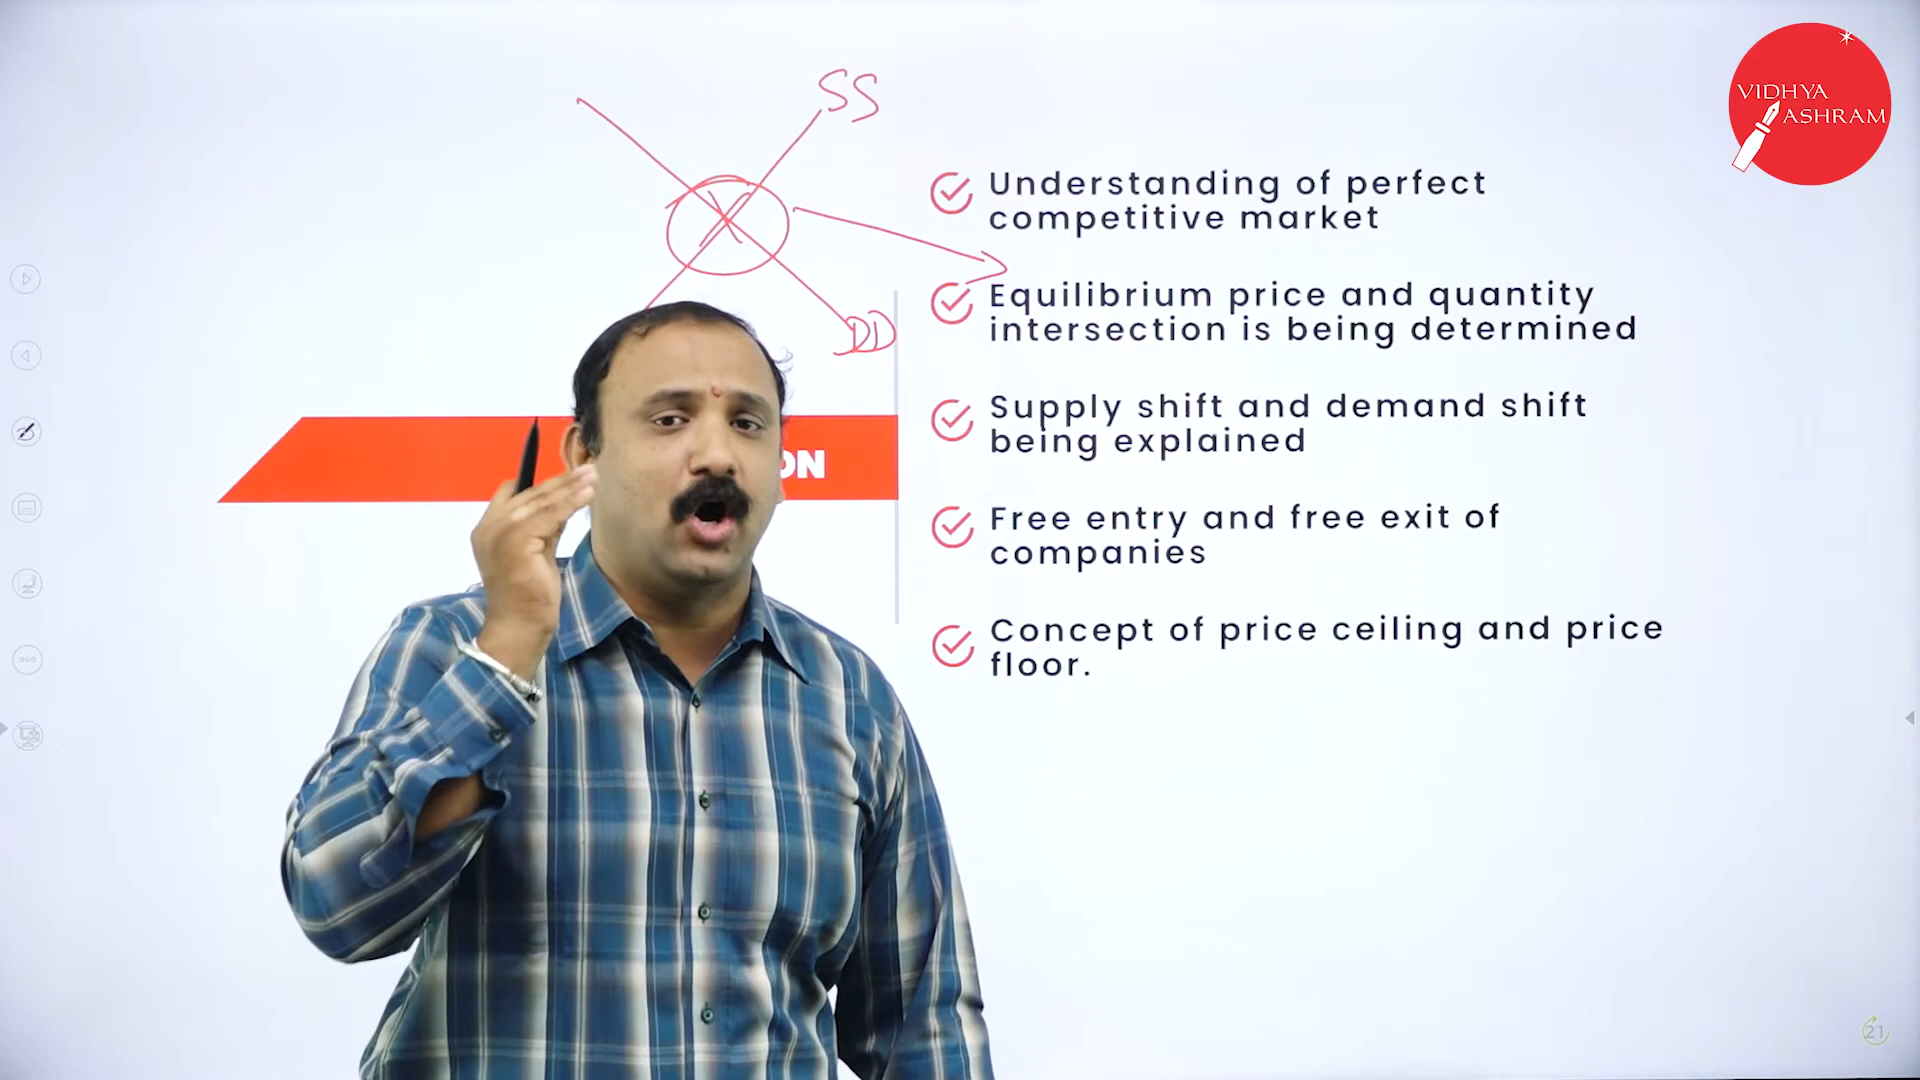 SS
DD
VIDHYA
ASHRAM
Understanding of perfect
competitive market
Equilibrium price and quantity
intersection is being determined
Supply shift and demand shift
being explained
Free entry and free exit of
companies
Concept of price ceiling and price
floor.
21